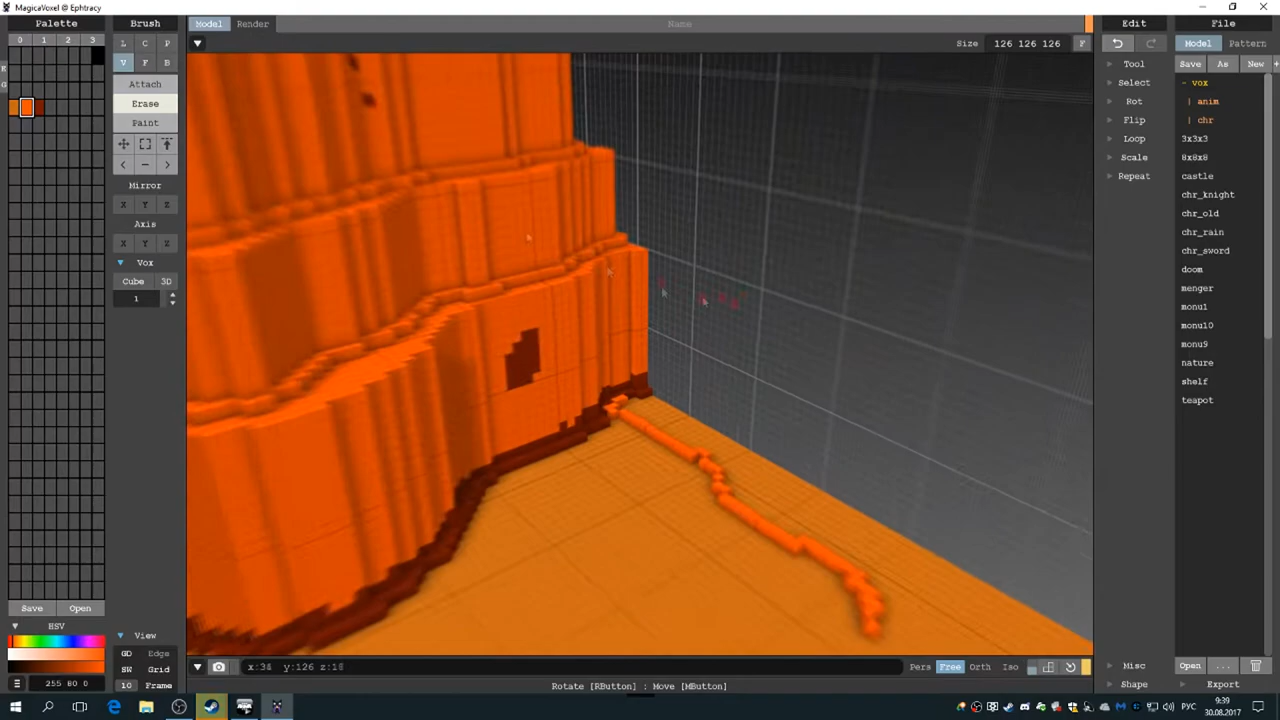 MagicaVoxel @ Ephtracy
Palette
0 1 2 3
E
G
Save Open
HSV
255 80 0
Brush
L C P
V F B
Attach
Erase
Paint
Mirror
X Y Z
Axis
X Y Z
Vox
Cube 3D
1
View
GD Edge
SW Grid
10 Frame
Model Render
Name
Size 126 126 126 F
x:38 y:126 z:18
Pers Free Orth Iso
Rotate [RButton] : Move [MButton]
Edit
Tool
Select
Rot
Flip
Loop
Scale
Repeat
Misc
Shape
File
Model Pattern
Save As New +
- vox
| anim
| chr
3x3x3
8x8x8
castle
chr_knight
chr_old
chr_rain
chr_sword
doom
menger
monu1
monu10
monu9
nature
shelf
teapot
Open ...
Export
РУС
9:39
30.08.2017